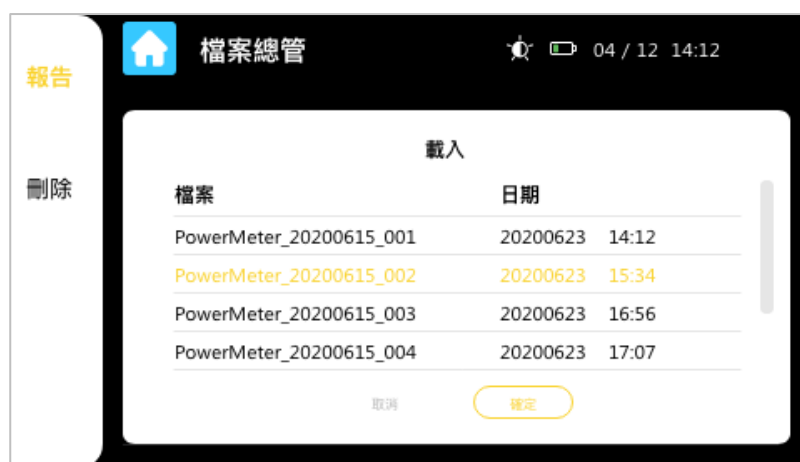 檔案總管 04 / 12 14:12
報告
刪除
載入
檔案 日期
PowerMeter_20200615_001 20200623 14:12
PowerMeter_20200615_002 20200623 15:34
PowerMeter_20200615_003 20200623 16:56
PowerMeter_20200615_004 20200623 17:07
取消 確定